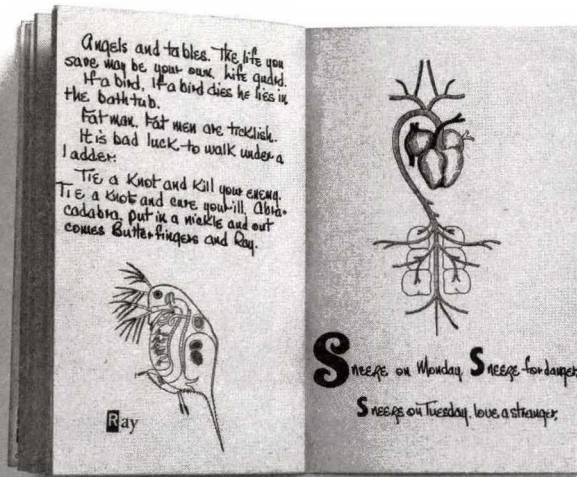 Angels and tables. The life you
save may be your own. Life guard.
If a bird, If a bird dies he lies in
the bathtub.
Fat man. Fat men are ticklish.
It is bad luck to walk under a
ladder.
Tie a Knot and Kill your enemy.
Tie a Knot and cure your ill. Abra-
cadabra, put in a nickle and out
comes Butterfingers and Ray.
Ray
Sneeze on Monday, Sneeze for danger,
Sneeze on Tuesday, love a stranger,